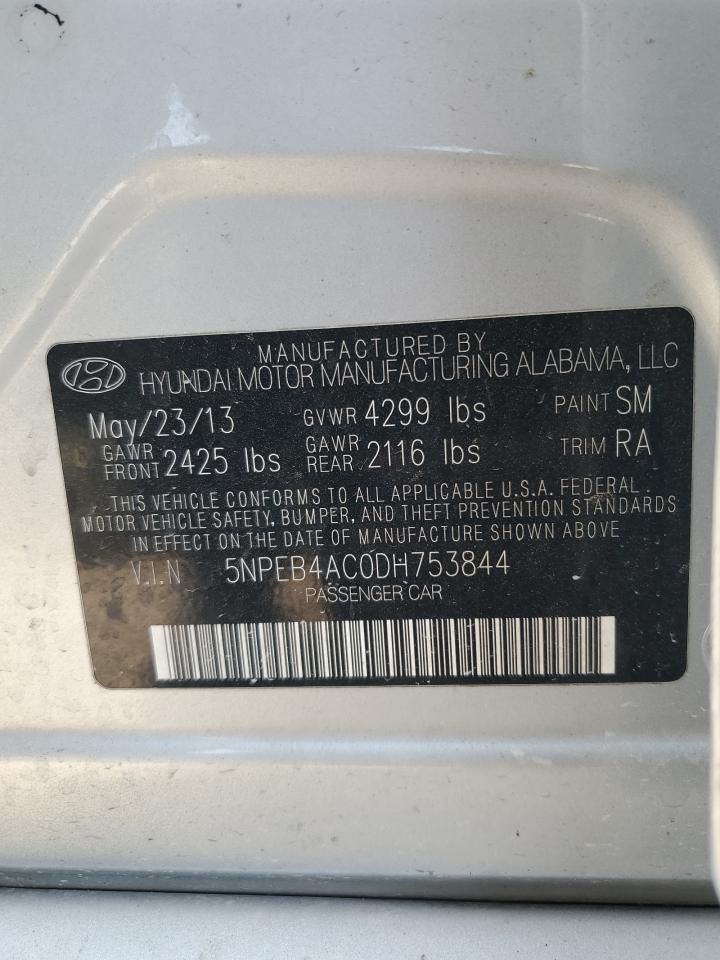 MANUFACTURED BY
HYUNDAI MOTOR MANUFACTURING ALABAMA, LLC
May/23/13 GVWR 4299 lbs PAINT SM
GAWR FRONT 2425 lbs GAWR REAR 2116 lbs TRIM RA
THIS VEHICLE CONFORMS TO ALL APPLICABLE U.S.A. FEDERAL
MOTOR VEHICLE SAFETY, BUMPER, AND THEFT PREVENTION STANDARDS
IN EFFECT ON THE DATE OF MANUFACTURE SHOWN ABOVE
V.I.N 5NPEB4AC0DH753844
PASSENGER CAR